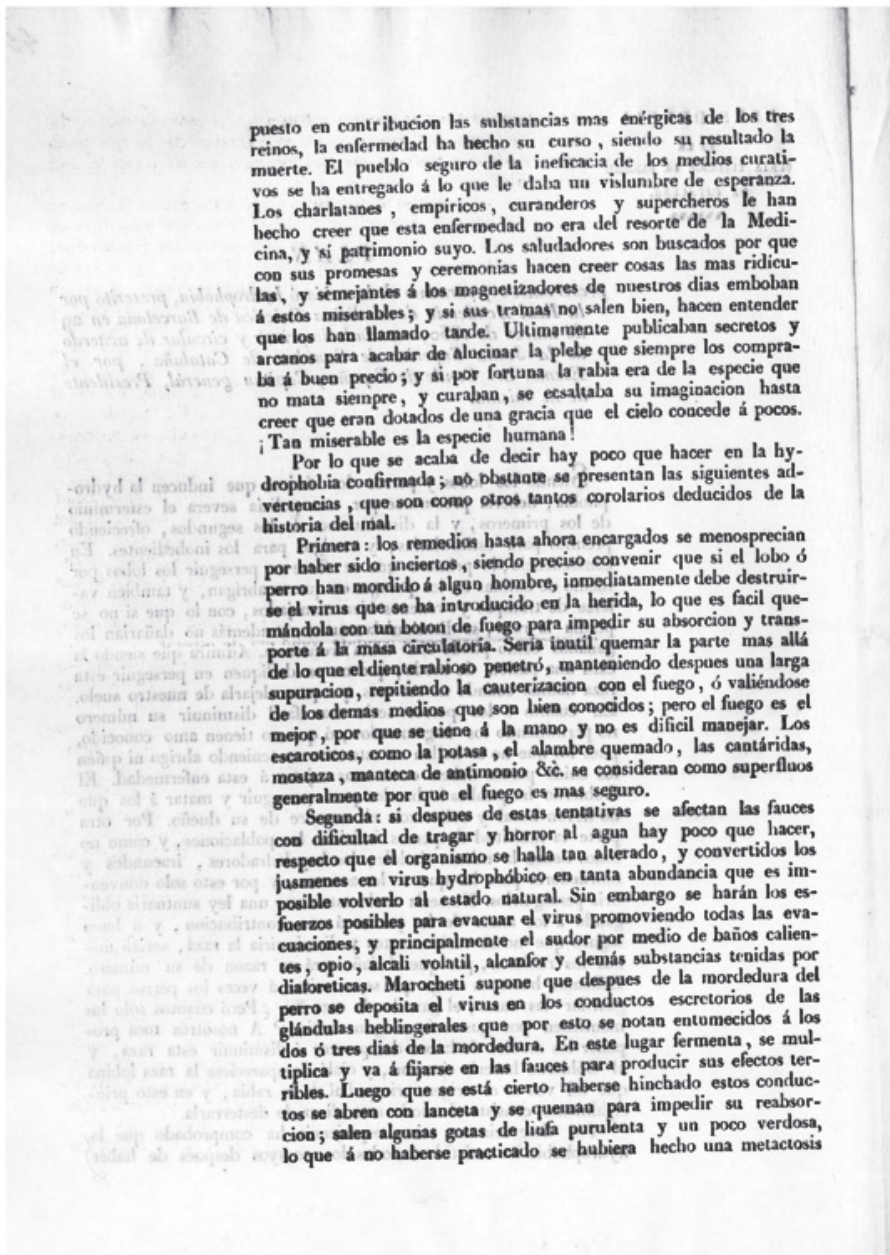 puesto en contribucion las substancias mas enérgicas de los tres
reinos, la enfermedad ha hecho su curso, siendo su resultado la
muerte. El pueblo seguro de la ineficacia de los medios curati-
vos se ha entregado á lo que le daba un vislumbre de esperanza.
Los charlatanes, empíricos, curanderos y supercheros le han
hecho creer que esta enfermedad no era del resorte de la Medi-
cina, y sí patrimonio suyo. Los saludadores son buscados por que
con sus promesas y ceremonias hacen creer cosas las mas ridicu-
las, y semejantes á los magnetizadores de nuestros dias emboban
á estos miserables; y si sus tramas no salen bien, hacen entender
que los han llamado tarde. Ultimamente publicaban secretos y
arcanos para acabar de alucinar la plebe que siempre los compra-
ba á buen precio; y si por fortuna la rabia era de la especie que
no mata siempre, y curaban, se ecsaltaba su imaginacion hasta
creer que eran dotados de una gracia que el cielo concede á pocos.
¡Tan miserable es la especie humana!
Por lo que se acaba de decir hay poco que hacer en la hy-
drophobia confirmada; no obstante se presentan las siguientes ad-
vertencias, que son como otros tantos corolarios deducidos de la
historia del mal.
Primera: los remedios hasta ahora encargados se menosprecian
por haber sido inciertos, siendo preciso convenir que si el lobo ó
perro han mordido á algun hombre, inmediatamente debe destruir-
se el virus que se ha introducido en la herida, lo que es facil que-
mándola con un boton de fuego para impedir su absorcion y trans-
porte á la masa circulatoria. Seria inutil quemar la parte mas allá
de lo que el diente rabioso penetró, manteniendo despues una larga
supuracion, repitiendo la cauterizacion con el fuego, ó valiéndose
de los demas medios que son bien conocidos; pero el fuego es el
mejor, por que se tiene á la mano y no es dificil manejar. Los
escaroticos, como la potasa, el alambre quemado, las cantáridas,
mostaza, manteca de antimonio &c. se consideran como superfluos
generalmente por que el fuego es mas seguro.
Segunda: si despues de estas tentativas se afectan las fauces
con dificultad de tragar y horror al agua hay poco que hacer,
respecto que el organismo se halla tan alterado, y convertidos los
jusmenes en virus hydrophóbico en tanta abundancia que es im-
posible volverlo al estado natural. Sin embargo se harán los es-
fuerzos posibles para evacuar el virus promoviendo todas las eva-
cuaciones, y principalmente el sudor por medio de baños calien-
tes, opio, alcali volatil, alcanfor y demás substancias tenidas por
diaforeticas. Marocheti supone que despues de la mordedura del
perro se deposita el virus en los conductos escretorios de las
glándulas heblingerales que por esto se notan entumecidos á los
dos ó tres dias de la mordedura. En este lugar fermenta, se mul-
tiplica y va á fijarse en las fauces para producir sus efectos ter-
ribles. Luego que se está cierto haberse hinchado estos conduc-
tos se abren con lanceta y se queman para impedir su reabsor-
cion; salen algunas gotas de linfa purulenta y un poco verdosa,
lo que á no haberse practicado se hubiera hecho una metactosis